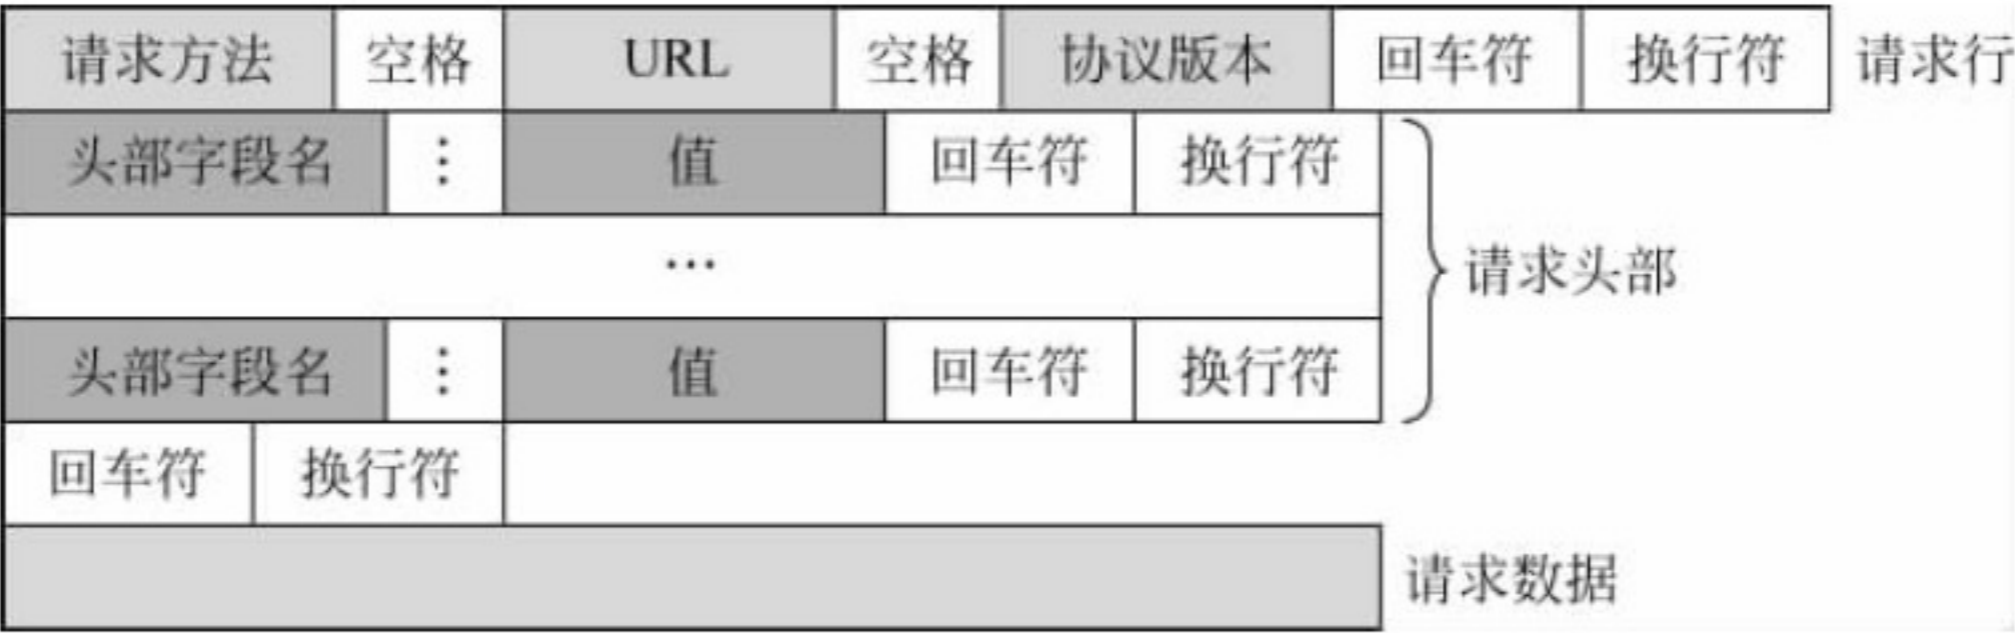 请求方法 空格 URL 空格 协议版本 回车符 换行符 请求行
头部字段名 ⋮ 值 回车符 换行符
… 请求头部
头部字段名 ⋮ 值 回车符 换行符
回车符 换行符
请求数据